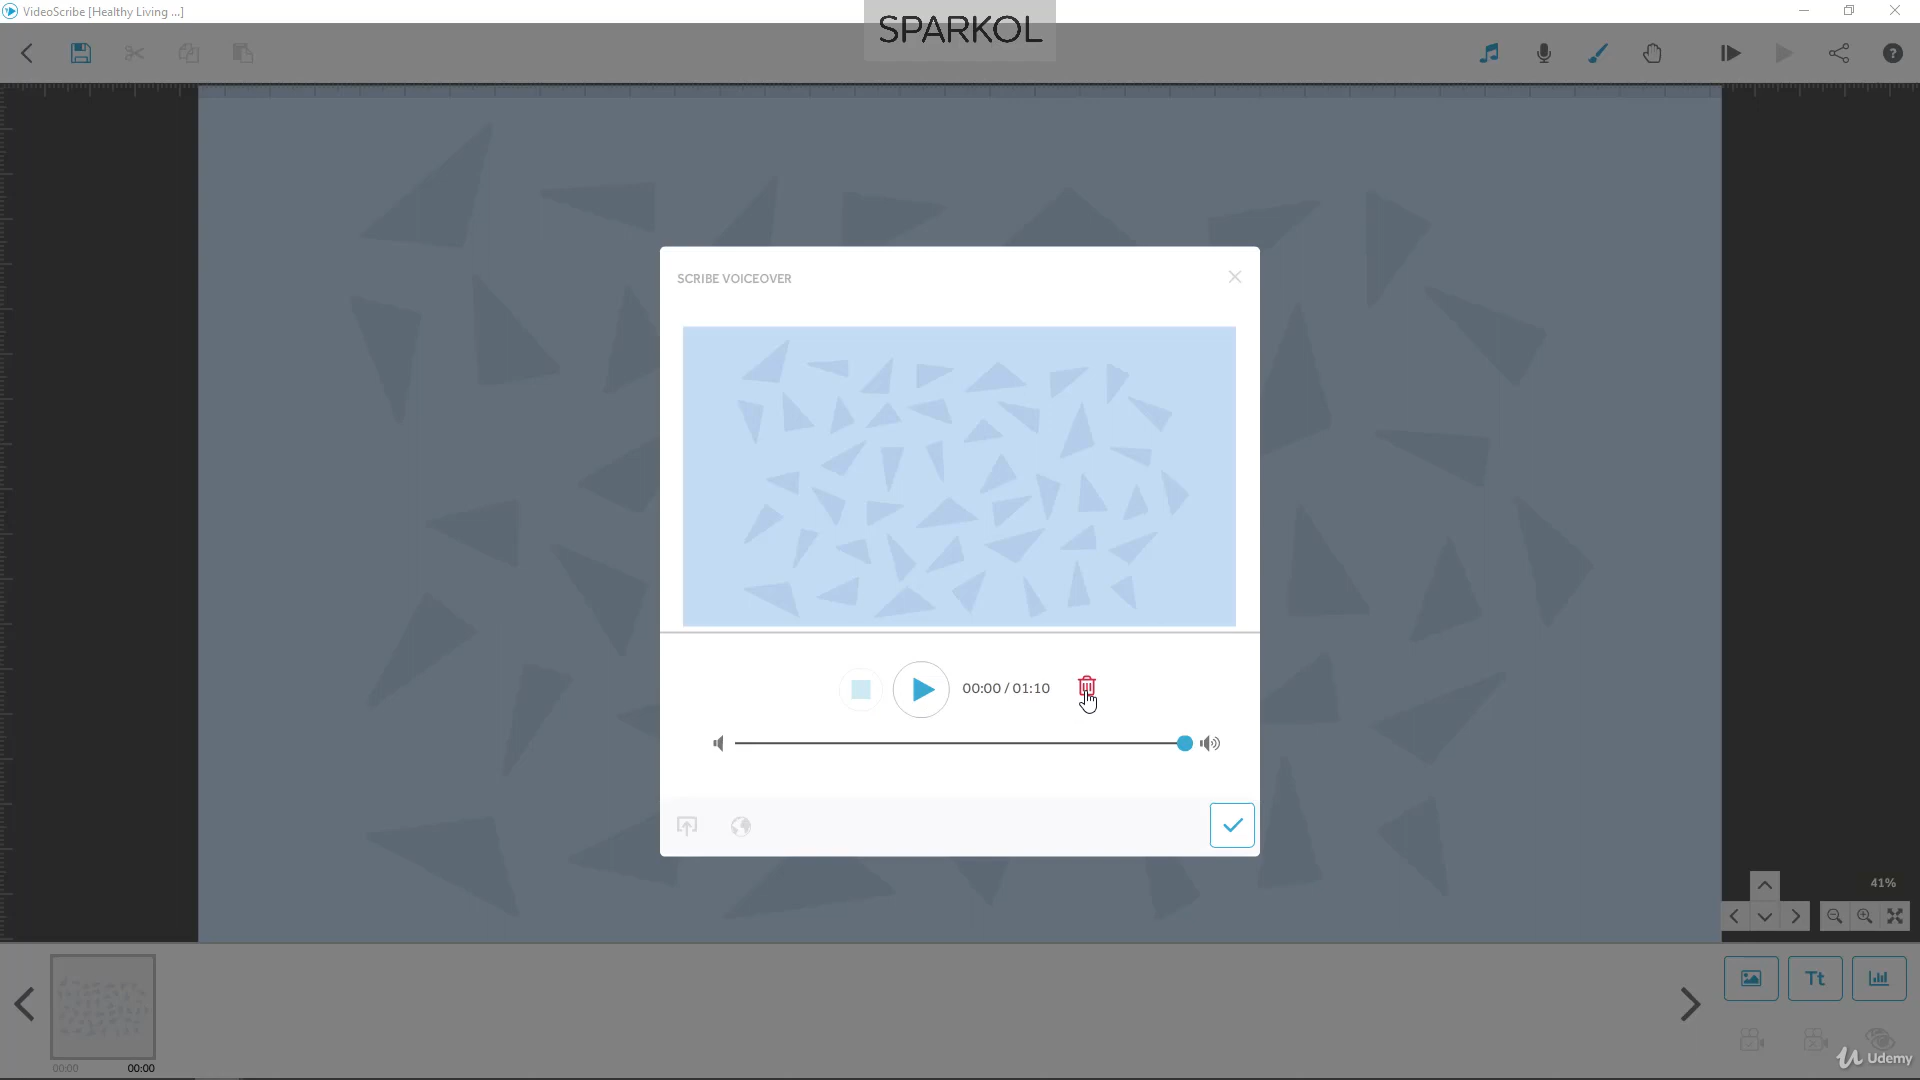 VideoScribe [Healthy Living ...]
SPARKOL
SCRIBE VOICEOVER
00:00 / 01:10
41%
Tt
00:00
00:00
Udemy